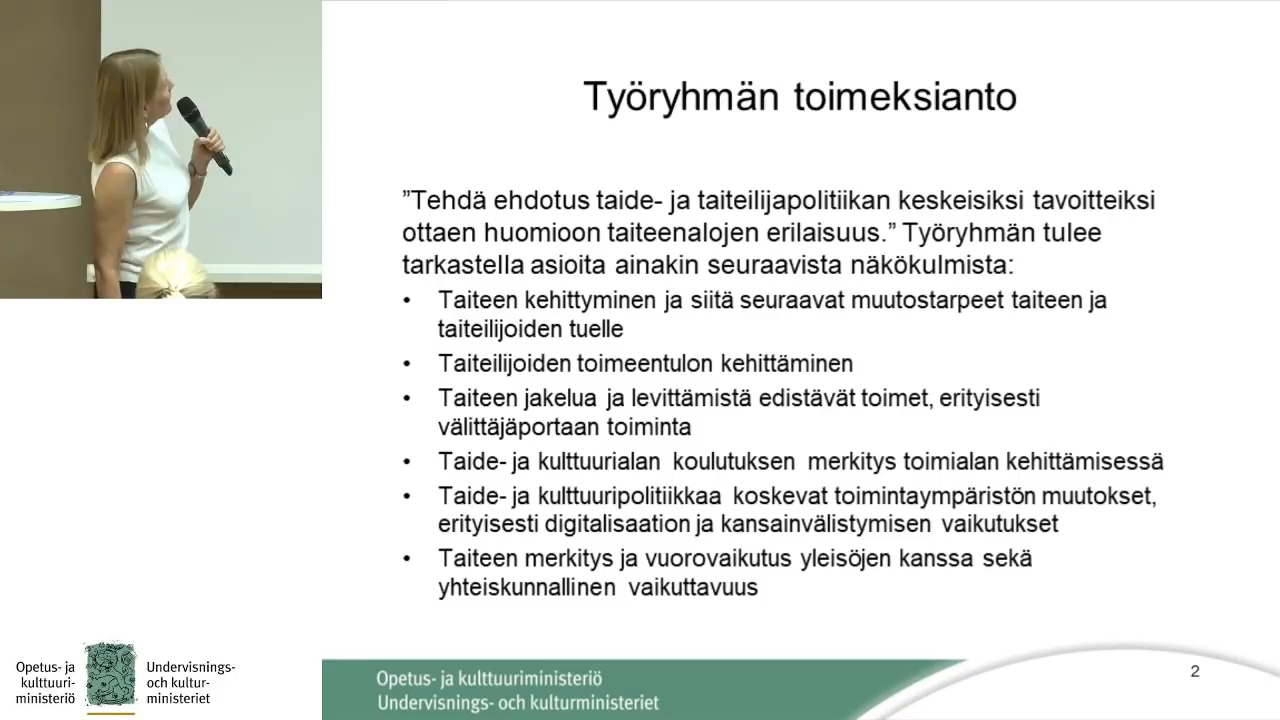 Työryhmän toimeksianto
”Tehdä ehdotus taide- ja taiteilijapolitiikan keskeisiksi tavoitteiksi
ottaen huomioon taiteenalojen erilaisuus.” Työryhmän tulee
tarkastella asioita ainakin seuraavista näkökulmista:
• Taiteen kehittyminen ja siitä seuraavat muutostarpeet taiteen ja
taiteilijoiden tuelle
• Taiteilijoiden toimeentulon kehittäminen
• Taiteen jakelua ja levittämistä edistävät toimet, erityisesti
välittäjäportaan toiminta
• Taide- ja kulttuurialan koulutuksen merkitys toimialan kehittämisessä
• Taide- ja kulttuuripolitiikkaa koskevat toimintaympäristön muutokset,
erityisesti digitalisaation ja kansainvälistymisen vaikutukset
• Taiteen merkitys ja vuorovaikutus yleisöjen kanssa sekä
yhteiskunnallinen vaikuttavuus
Opetus- ja
kulttuuri-
ministeriö
Undervisnings-
och kultur-
ministeriet
Opetus- ja kulttuuriministeriö
Undervisnings- och kulturministeriet
2